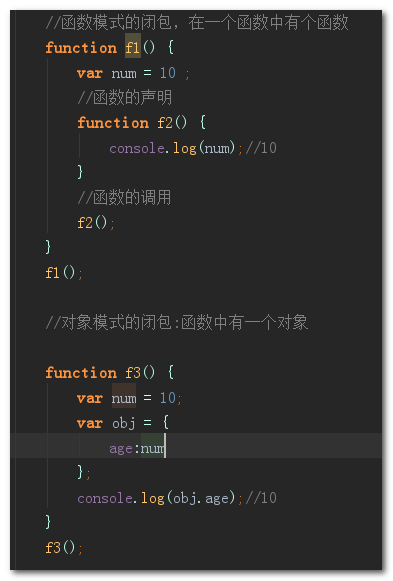 //函数模式的闭包，在一个函数中有个函数
function f1() {
var num = 10 ;
//函数的声明
function f2() {
console.log(num);//10
}
//函数的调用
f2();
}
f1();
//对象模式的闭包:函数中有一个对象
function f3() {
var num = 10;
var obj = {
age:num
};
console.log(obj.age);//10
}
f3();